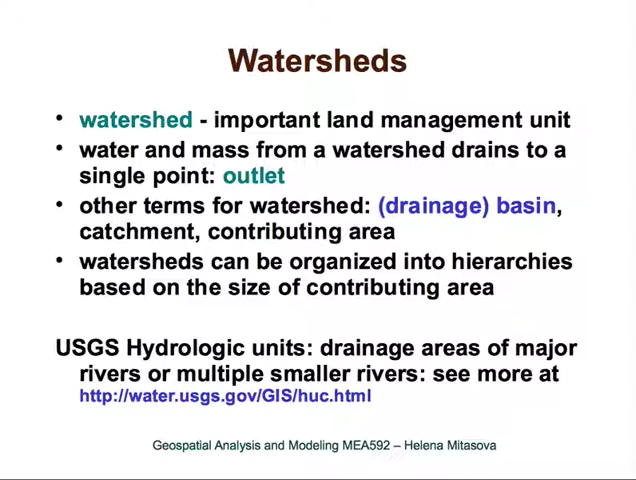 Watersheds
• watershed - important land management unit
• water and mass from a watershed drains to a
single point: outlet
• other terms for watershed: (drainage) basin,
catchment, contributing area
• watersheds can be organized into hierarchies
based on the size of contributing area
USGS Hydrologic units: drainage areas of major
rivers or multiple smaller rivers: see more at
http://water.usgs.gov/GIS/huc.html
Geospatial Analysis and Modeling MEA592 – Helena Mitasova